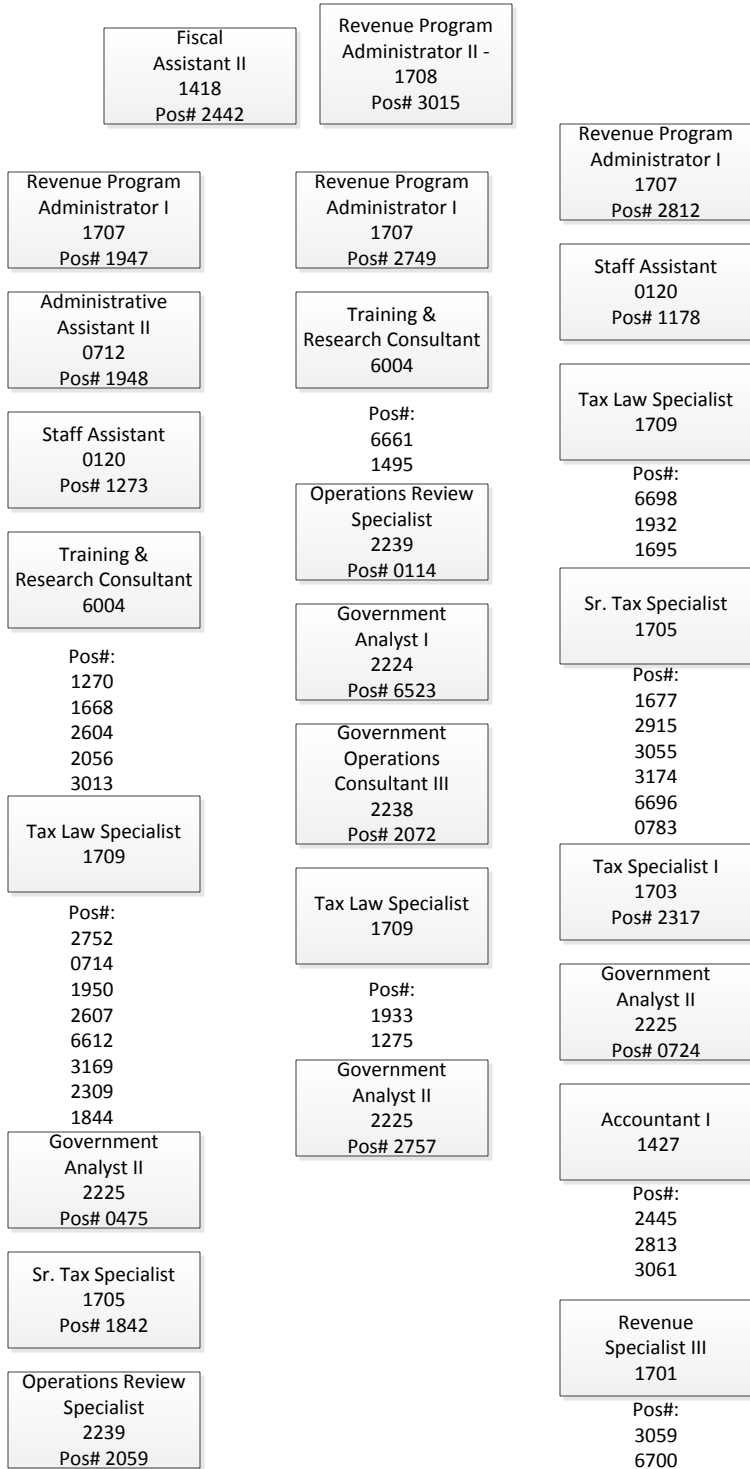 Fiscal
Assistant II
1418
Pos# 2442
Revenue Program
Administrator II -
1708
Pos# 3015
Revenue Program
Administrator I
1707
Pos# 1947
Administrative
Assistant II
0712
Pos# 1948
Staff Assistant
0120
Pos# 1273
Training &
Research Consultant
6004
Pos#:
1270
1668
2604
2056
3013
Tax Law Specialist
1709
Pos#:
2752
0714
1950
2607
6612
3169
2309
1844
Government
Analyst II
2225
Pos# 0475
Sr. Tax Specialist
1705
Pos# 1842
Operations Review
Specialist
2239
Pos# 2059
Revenue Program
Administrator I
1707
Pos# 2749
Training &
Research Consultant
6004
Pos#:
6661
1495
Operations Review
Specialist
2239
Pos# 0114
Government
Analyst I
2224
Pos# 6523
Government
Operations
Consultant III
2238
Pos# 2072
Tax Law Specialist
1709
Pos#:
1933
1275
Government
Analyst II
2225
Pos# 2757
Revenue Program
Administrator I
1707
Pos# 2812
Staff Assistant
0120
Pos# 1178
Tax Law Specialist
1709
Pos#:
6698
1932
1695
Sr. Tax Specialist
1705
Pos#:
1677
2915
3055
3174
6696
0783
Tax Specialist I
1703
Pos# 2317
Government
Analyst II
2225
Pos# 0724
Accountant I
1427
Pos#:
2445
2813
3061
Revenue
Specialist III
1701
Pos#:
3059
6700